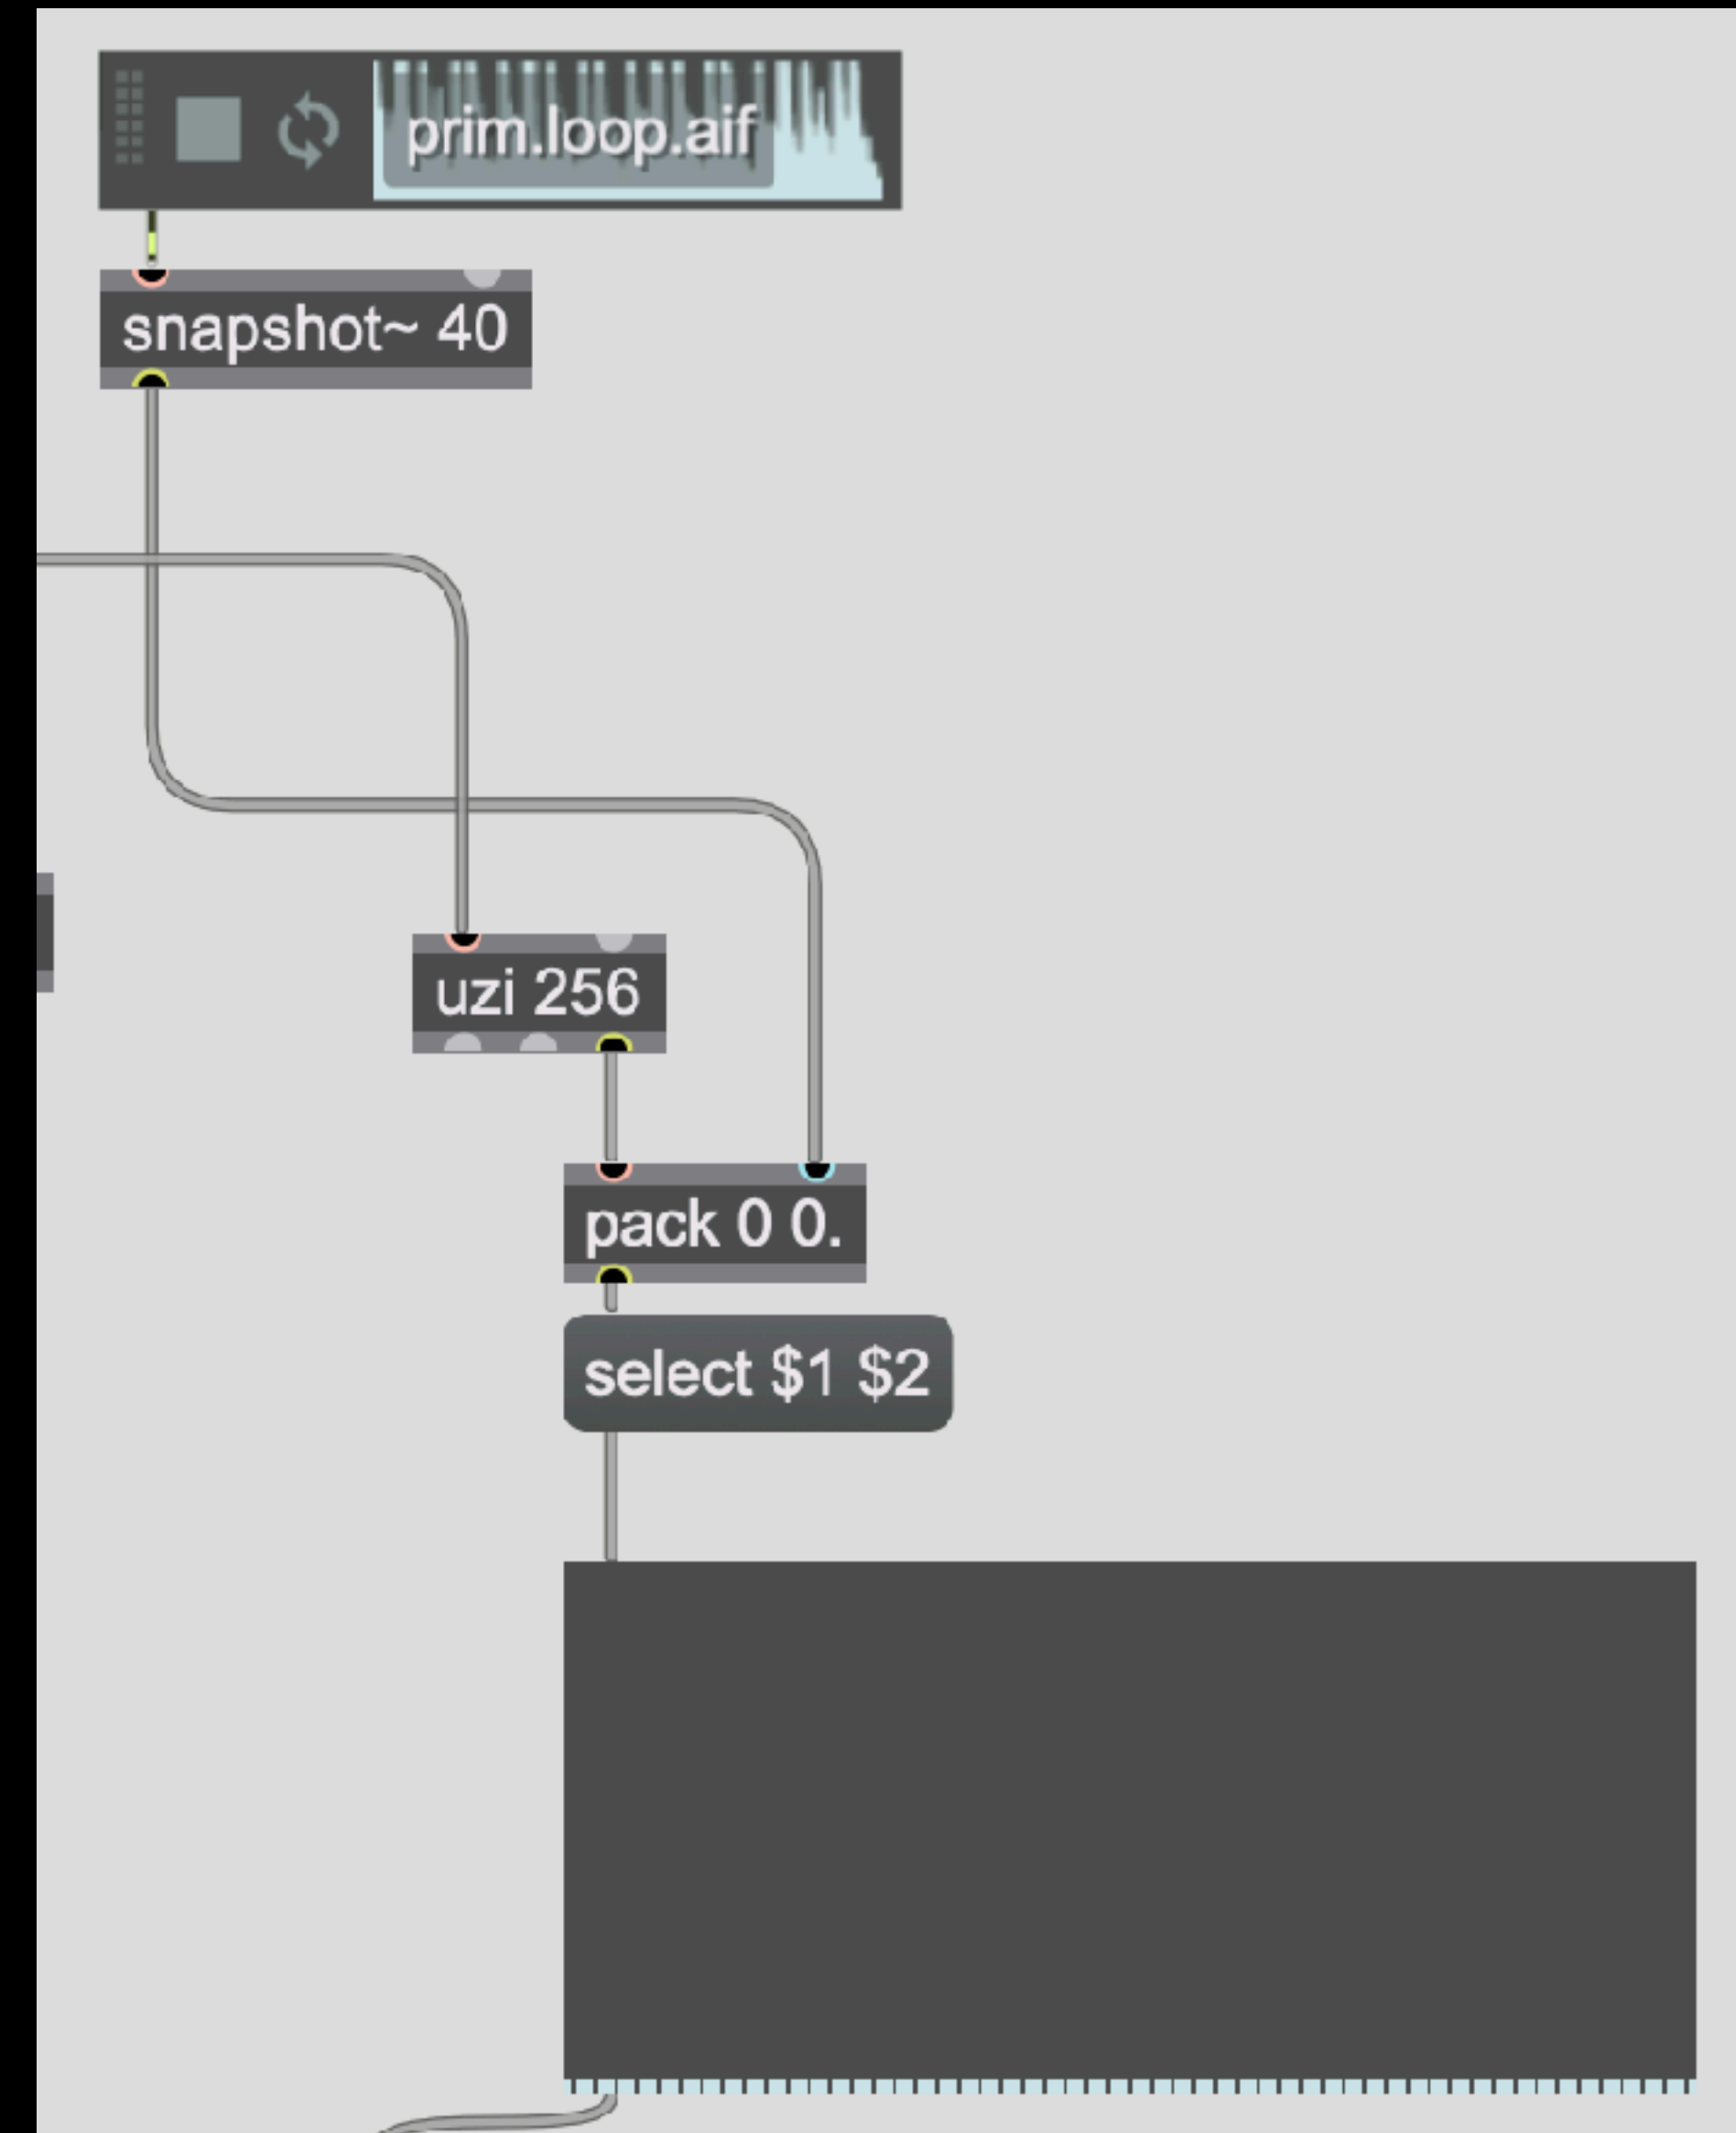 prim.loop.aif
snapshot~ 40
uzi 256
pack 0 0.
select $1 $2